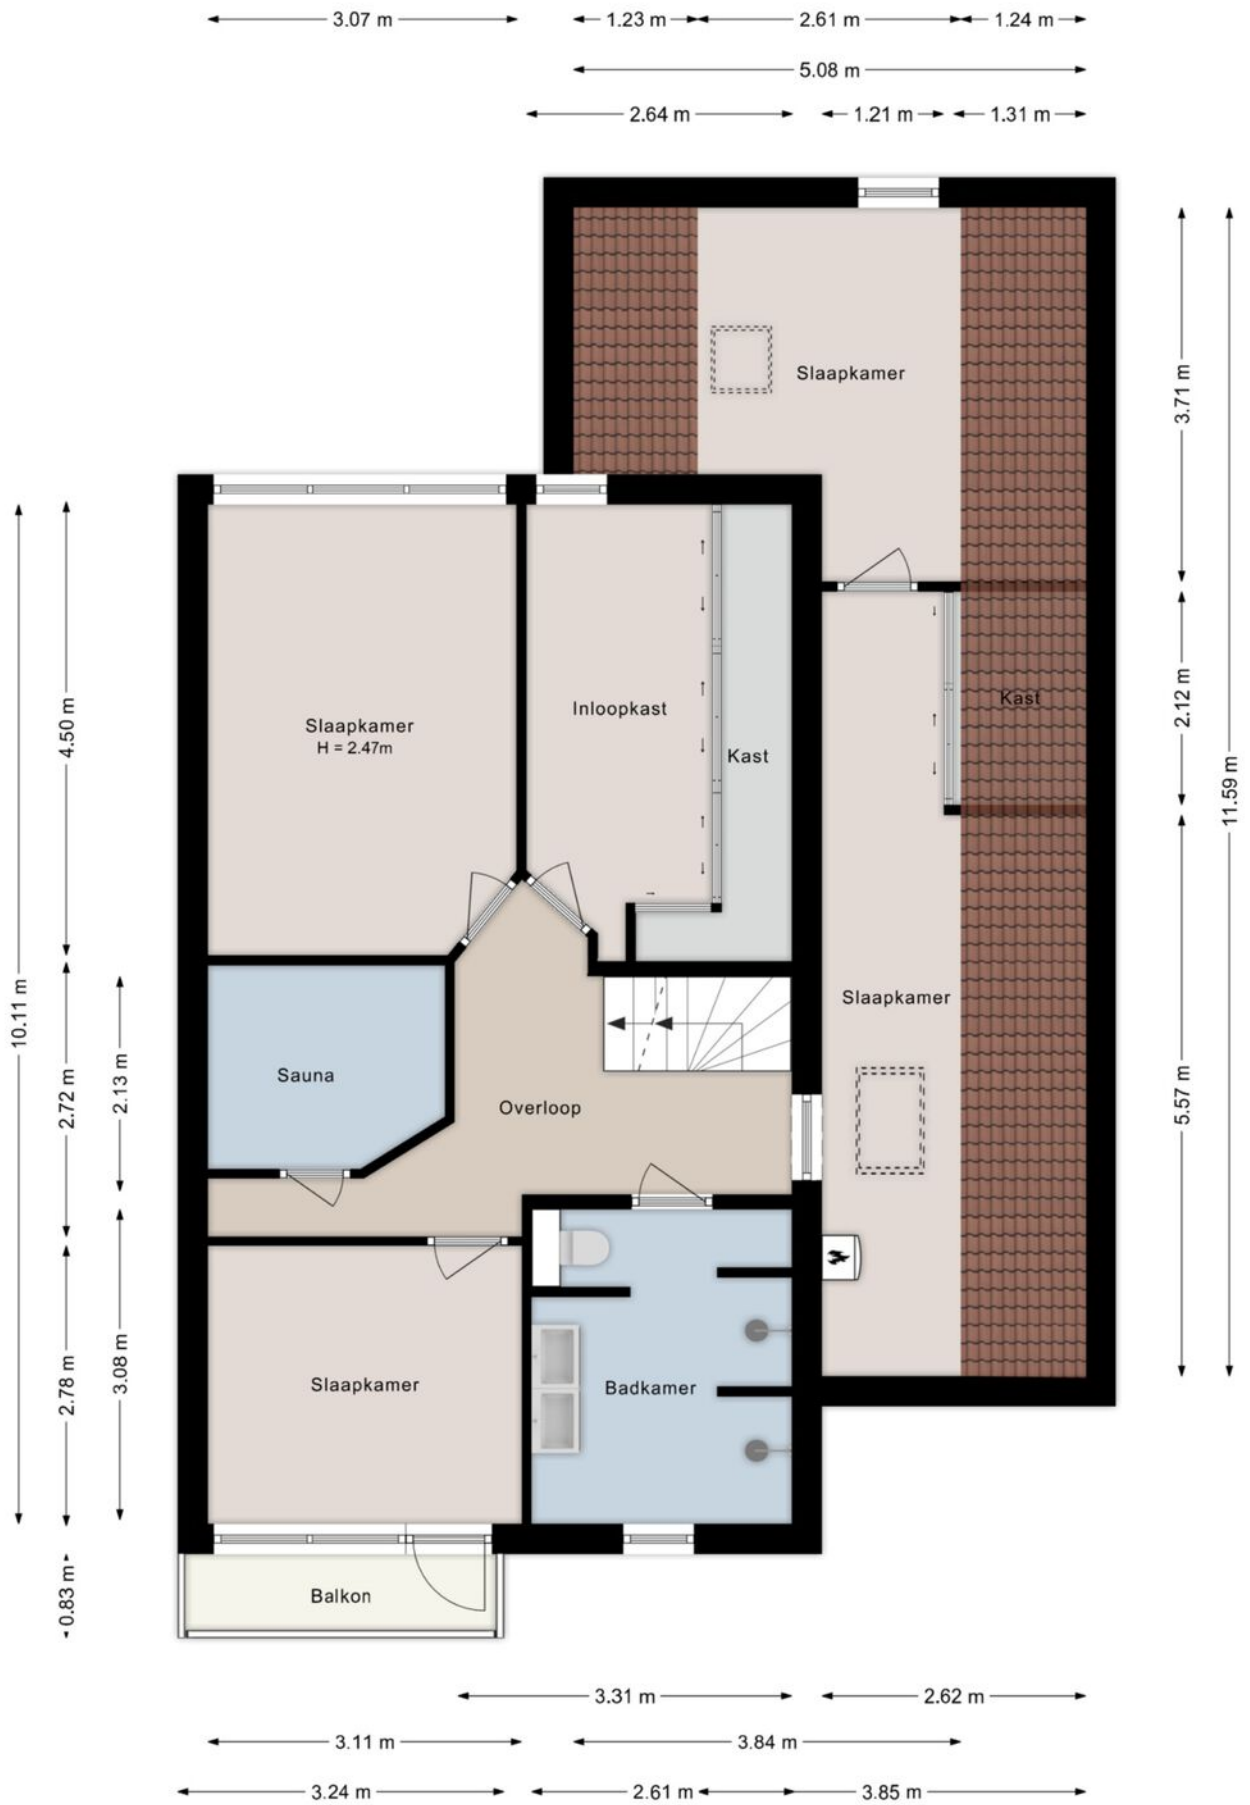 3.07 m
1.23 m
2.61 m
1.24 m
5.08 m
2.64 m
1.21 m
1.31 m
Slaapkamer
3.71 m
Slaapkamer
H = 2.47m
Inloopkast
Kast
Kast
4.50 m
2.12 m
11.59 m
10.11 m
Slaapkamer
Sauna
Overloop
2.72 m
2.13 m
5.57 m
Slaapkamer
Badkamer
2.78 m
3.08 m
Balkon
0.83 m
3.31 m
2.62 m
3.11 m
3.84 m
3.24 m
2.61 m
3.85 m